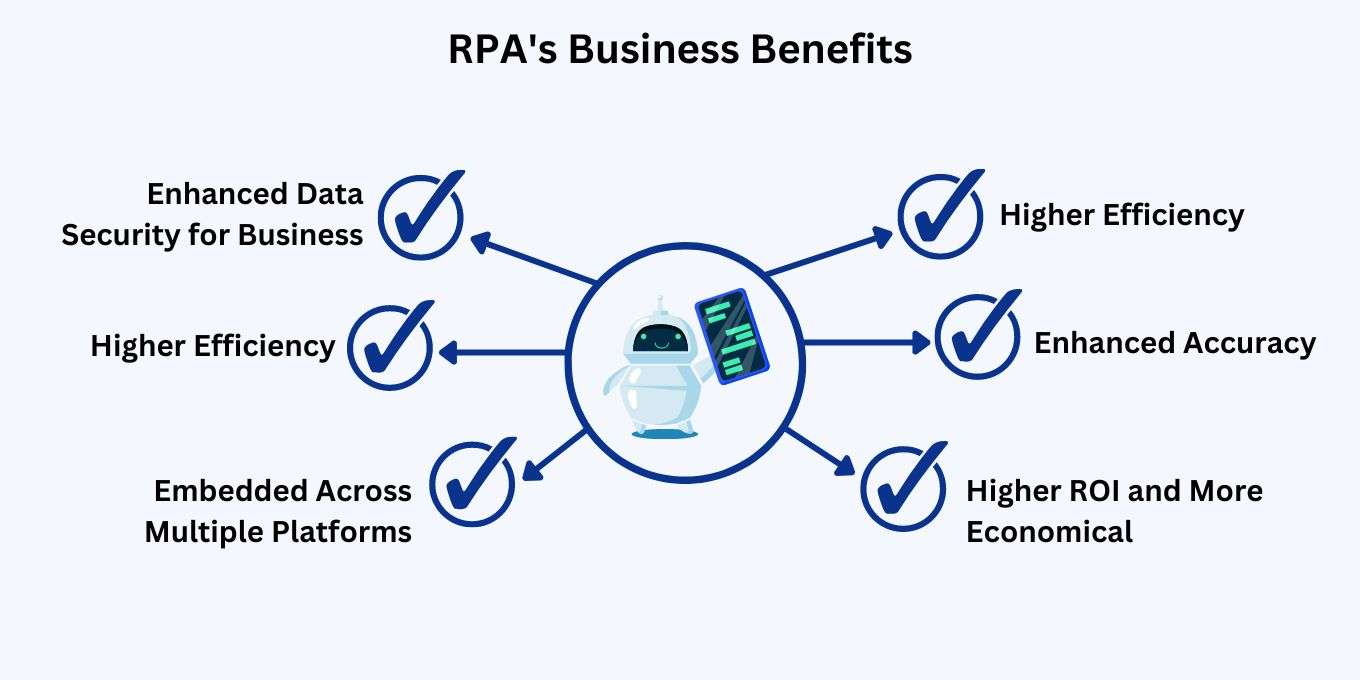 RPA's Business Benefits
Enhanced Data
Security for Business
Higher Efficiency
Embedded Across
Multiple Platforms
Higher Efficiency
Enhanced Accuracy
Higher ROI and More
Economical